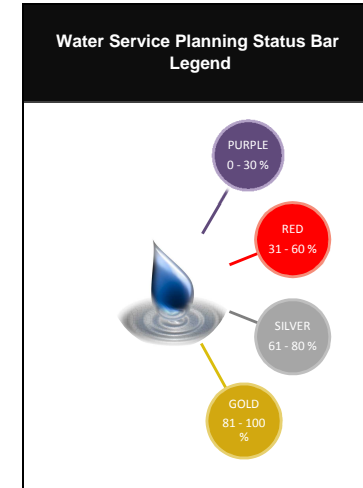 Water Service Planning Status Bar
Legend
PURPLE
0 - 30 %
RED
31 - 60 %
SILVER
61 - 80 %
GOLD
81 - 100
%